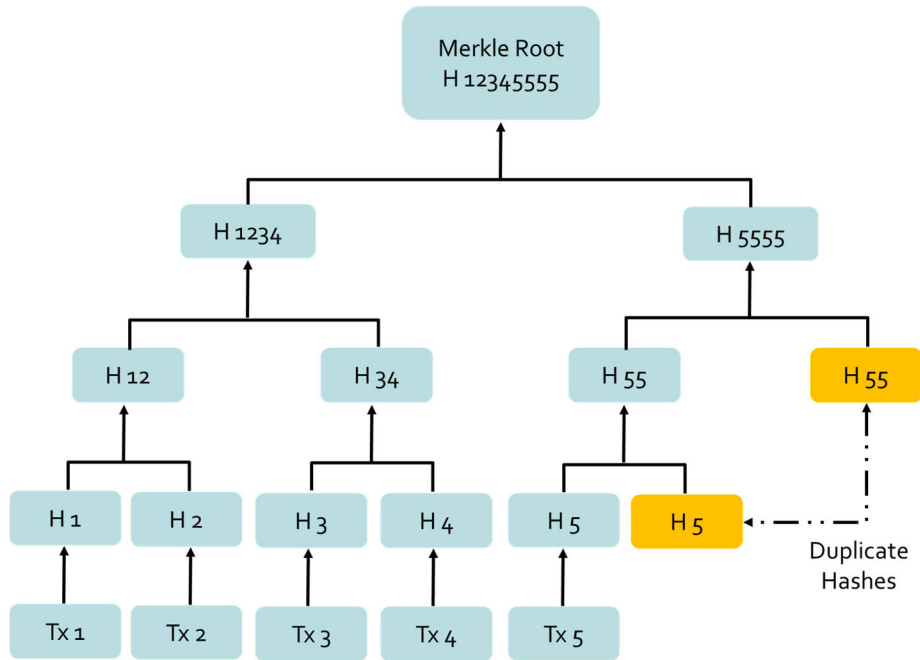 Merkle Root
H 12345555
H 1234
H 5555
H 12
H 34
H 55
H 55
H 1
H 2
H 3
H 4
H 5
H 5
Duplicate
Hashes
Tx 1
Tx 2
Tx 3
Tx 4
Tx 5